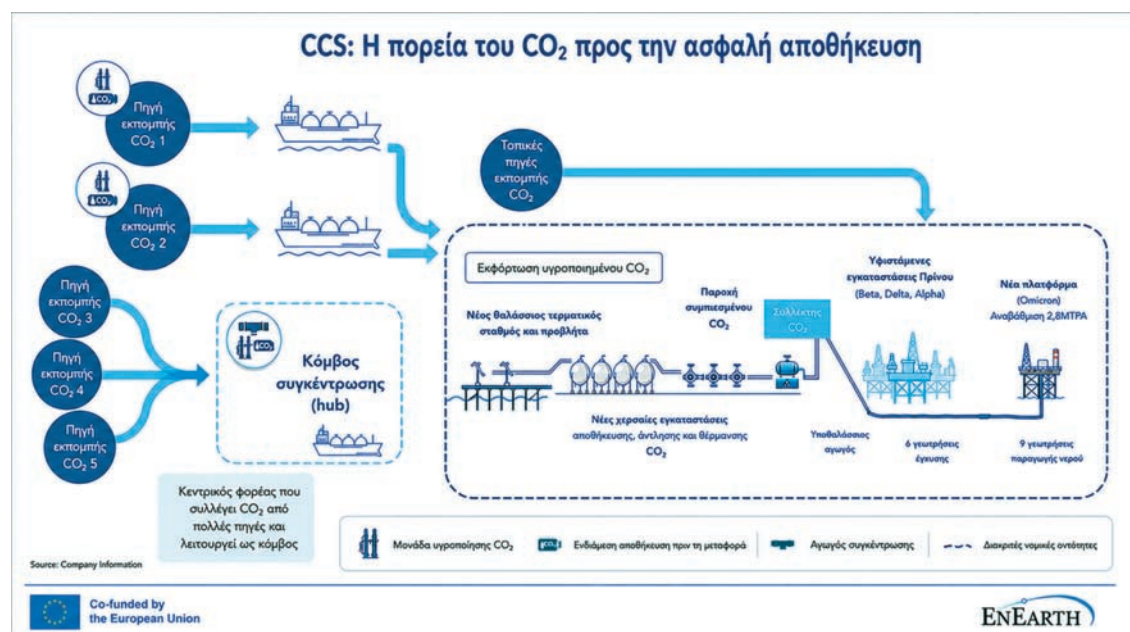 CCS: Η πορεία του CO₂ προς την ασφαλή αποθήκευση
CO₂
Πηγή
εκπομπής
CO₂ 1
CO₂
Πηγή
εκπομπής
CO₂ 2
Πηγή
εκπομπής
CO₂ 3
Πηγή
εκπομπής
CO₂ 4
Πηγή
εκπομπής
CO₂ 5
CO₂
Κόμβος
συγκέντρωσης
(hub)
Κεντρικός φορέας που
συλλέγει CO₂ από
πολλές πηγές και
λειτουργεί ως κόμβος
Τοπικές
πηγές
εκπομπής
CO₂
Εκφόρτωση υγροποιημένου CO₂
Νέος θαλάσσιος τερματικός
σταθμός και προβλήτα
Παροχή
συμπιεσμένου
CO₂
Συλλέκτης
CO₂
Υφιστάμενες
εγκαταστάσεις Πρίνου
(Beta, Delta, Alpha)
Νέα πλατφόρμα
(Omicron)
Αναβάθμιση 2,8MTPA
Νέες χερσαίες εγκαταστάσεις
αποθήκευσης, άντλησης και θέρμανσης
CO₂
Υποθαλάσσιος
αγωγός
6 γεωτρήσεις
έγχυσης
9 γεωτρήσεις
παραγωγής νερού
Μονάδα υγροποίησης CO₂
CO₂
Ενδιάμεση αποθήκευση πριν τη μεταφορά
Αγωγός συγκέντρωσης
Διακριτές νομικές οντότητες
Source: Company Information
Co-funded by
the European Union
ENEARTH